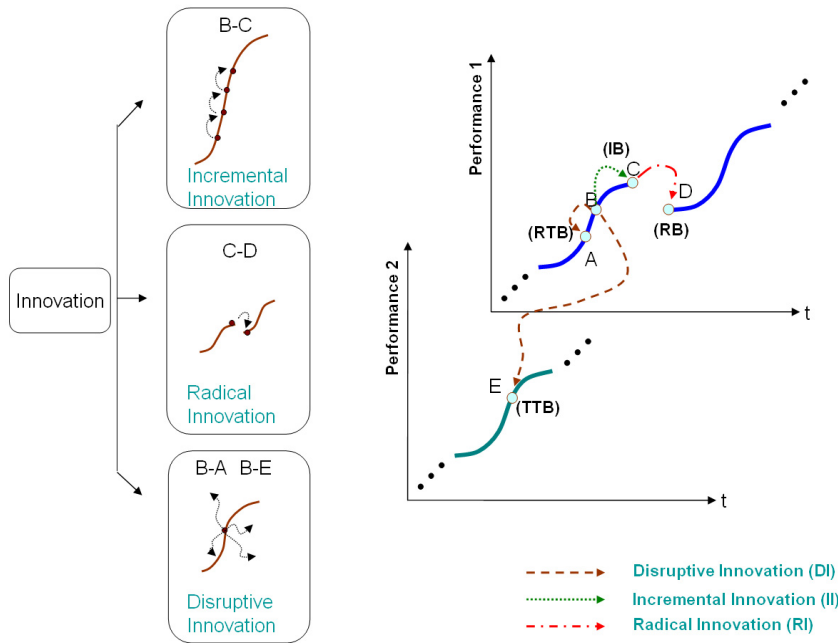 B-C
Incremental
Innovation
Innovation
C-D
Radical
Innovation
B-A B-E
Disruptive
Innovation
Performance 1
(IB)
C
B
D
(RTB)
(RB)
A
t
Performance 2
E
(TTB)
t
Disruptive Innovation (DI)
Incremental Innovation (II)
Radical Innovation (RI)